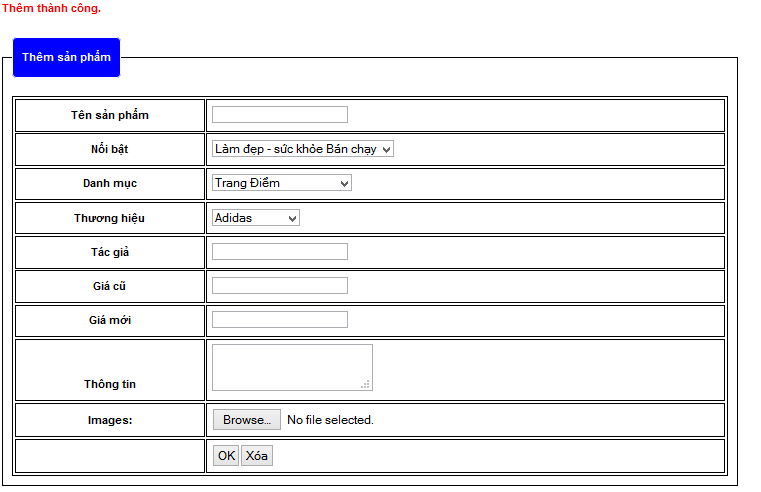 Thêm thành công.
Thêm sản phẩm
Tên sản phẩm
Nổi bật Làm đẹp - sức khỏe Bán chạy
Danh mục Trang Điểm
Thương hiệu Adidas
Tác giả
Giá cũ
Giá mới
Thông tin
Images: Browse... No file selected.
OK Xóa